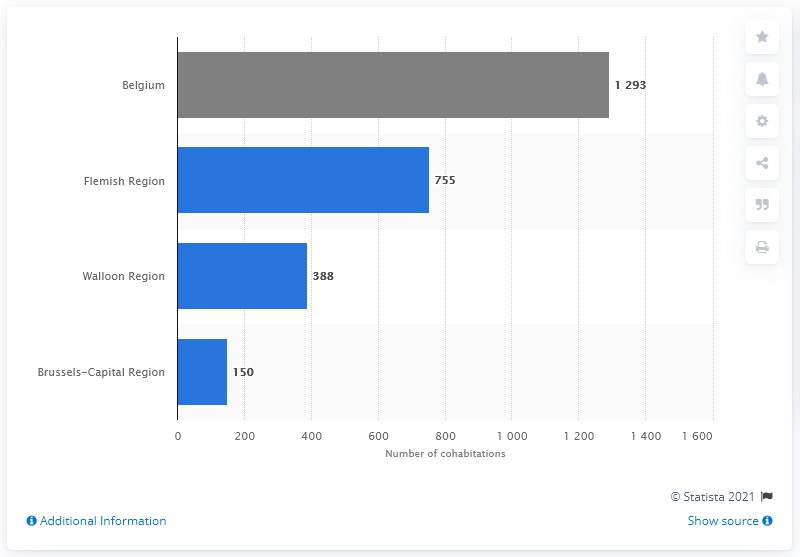 Belgium
1 293
Flemish Region
755
Walloon Region
388
Brussels-Capital Region
150
0 200 400 600 800 1 000 1 200 1 400 1 600
Number of cohabitations
© Statista 2021
Additional Information
Show source